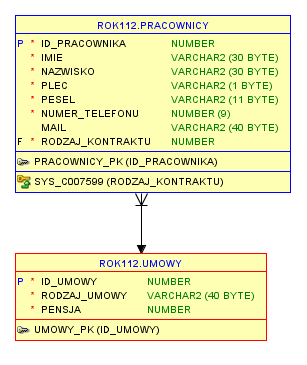 ROK112.PRACOWNICY
P * ID_PRACOWNIKA NUMBER
* IMIE VARCHAR2 (30 BYTE)
* NAZWISKO VARCHAR2 (30 BYTE)
* PLEC VARCHAR2 (1 BYTE)
* PESEL VARCHAR2 (11 BYTE)
* NUMER_TELEFONU NUMBER (9)
MAIL VARCHAR2 (40 BYTE)
F * RODZAJ_KONTRAKTU NUMBER
PRACOWNICY_PK (ID_PRACOWNIKA)
SYS_C007599 (RODZAJ_KONTRAKTU)
ROK112.UMOWY
P * ID_UMOWY NUMBER
* RODZAJ_UMOWY VARCHAR2 (40 BYTE)
* PENSJA NUMBER
UMOWY_PK (ID_UMOWY)